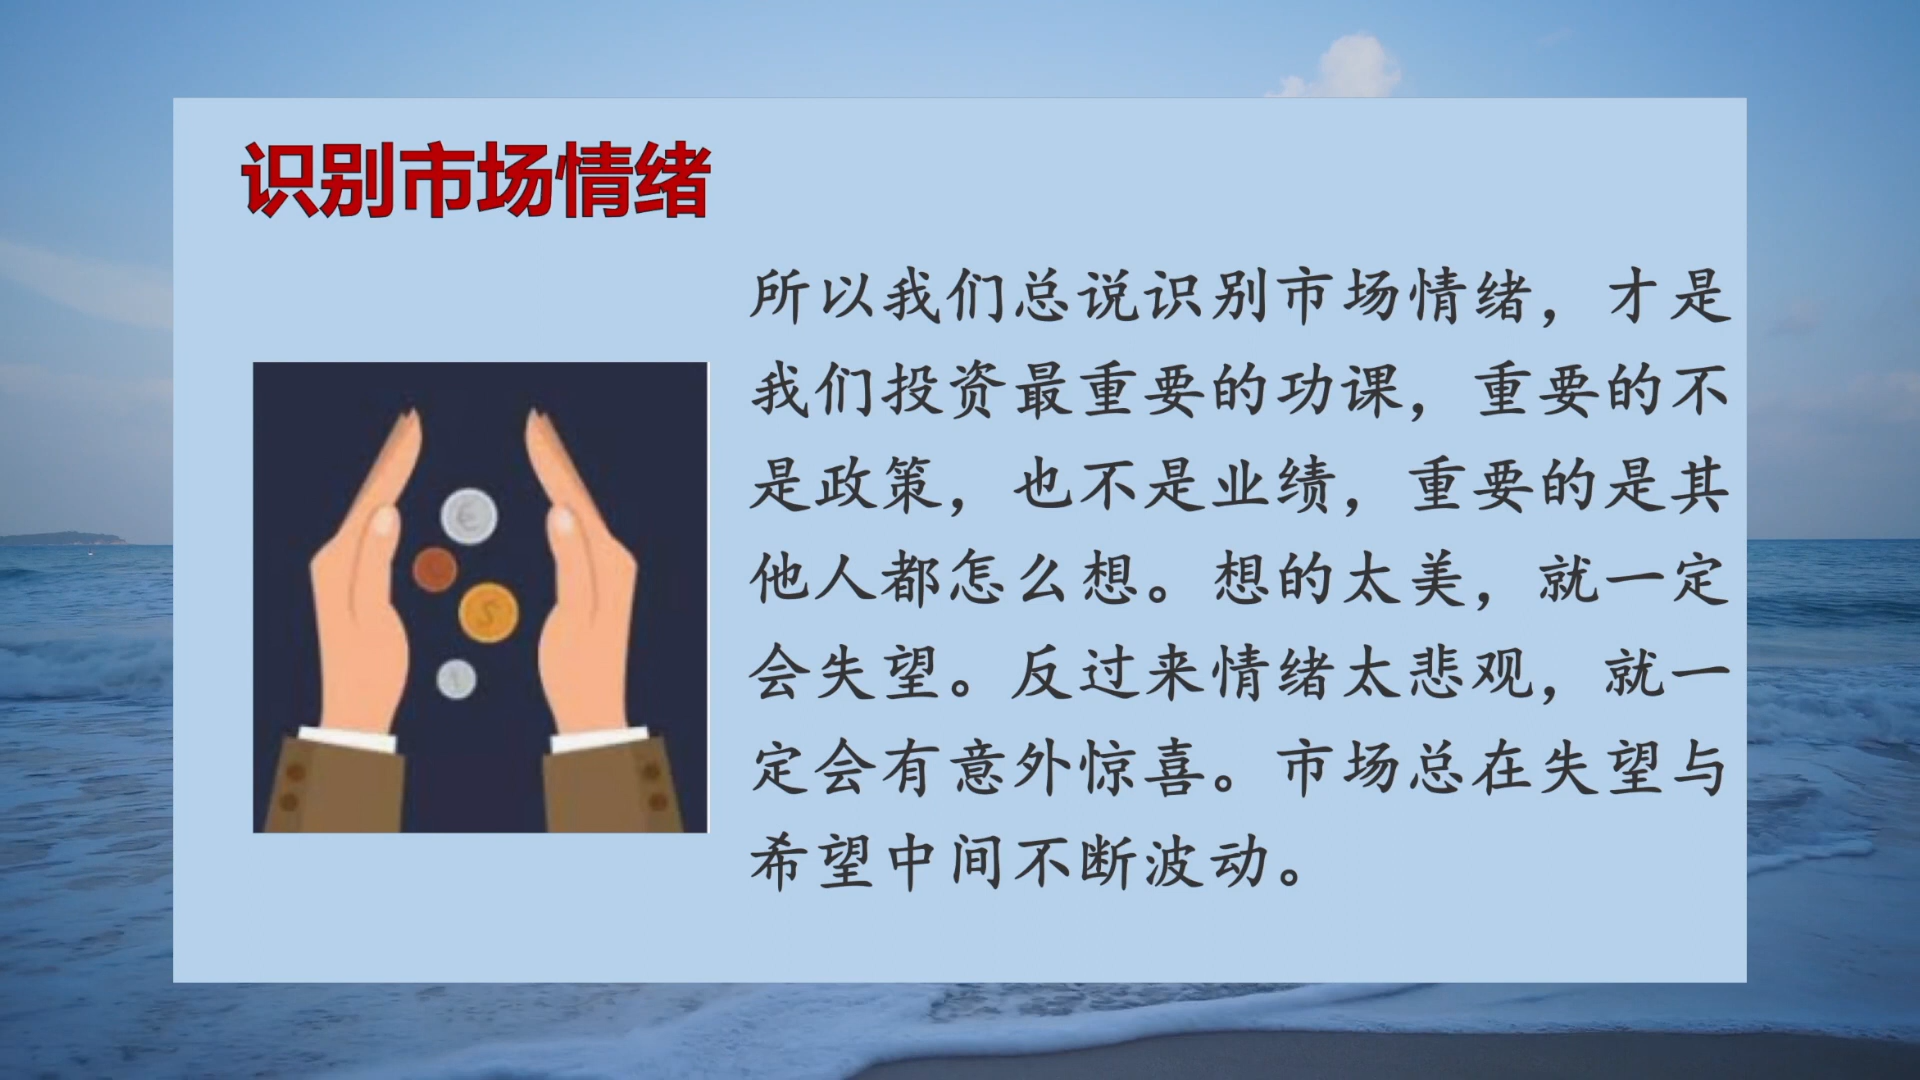 识别市场情绪
所以我们总说识别市场情绪，才是
我们投资最重要的功课，重要的不
是政策，也不是业绩，重要的是其
他人都怎么想。想的太美，就一定
会失望。反过来情绪太悲观，就一
定会有意外惊喜。市场总在失望与
希望中间不断波动。